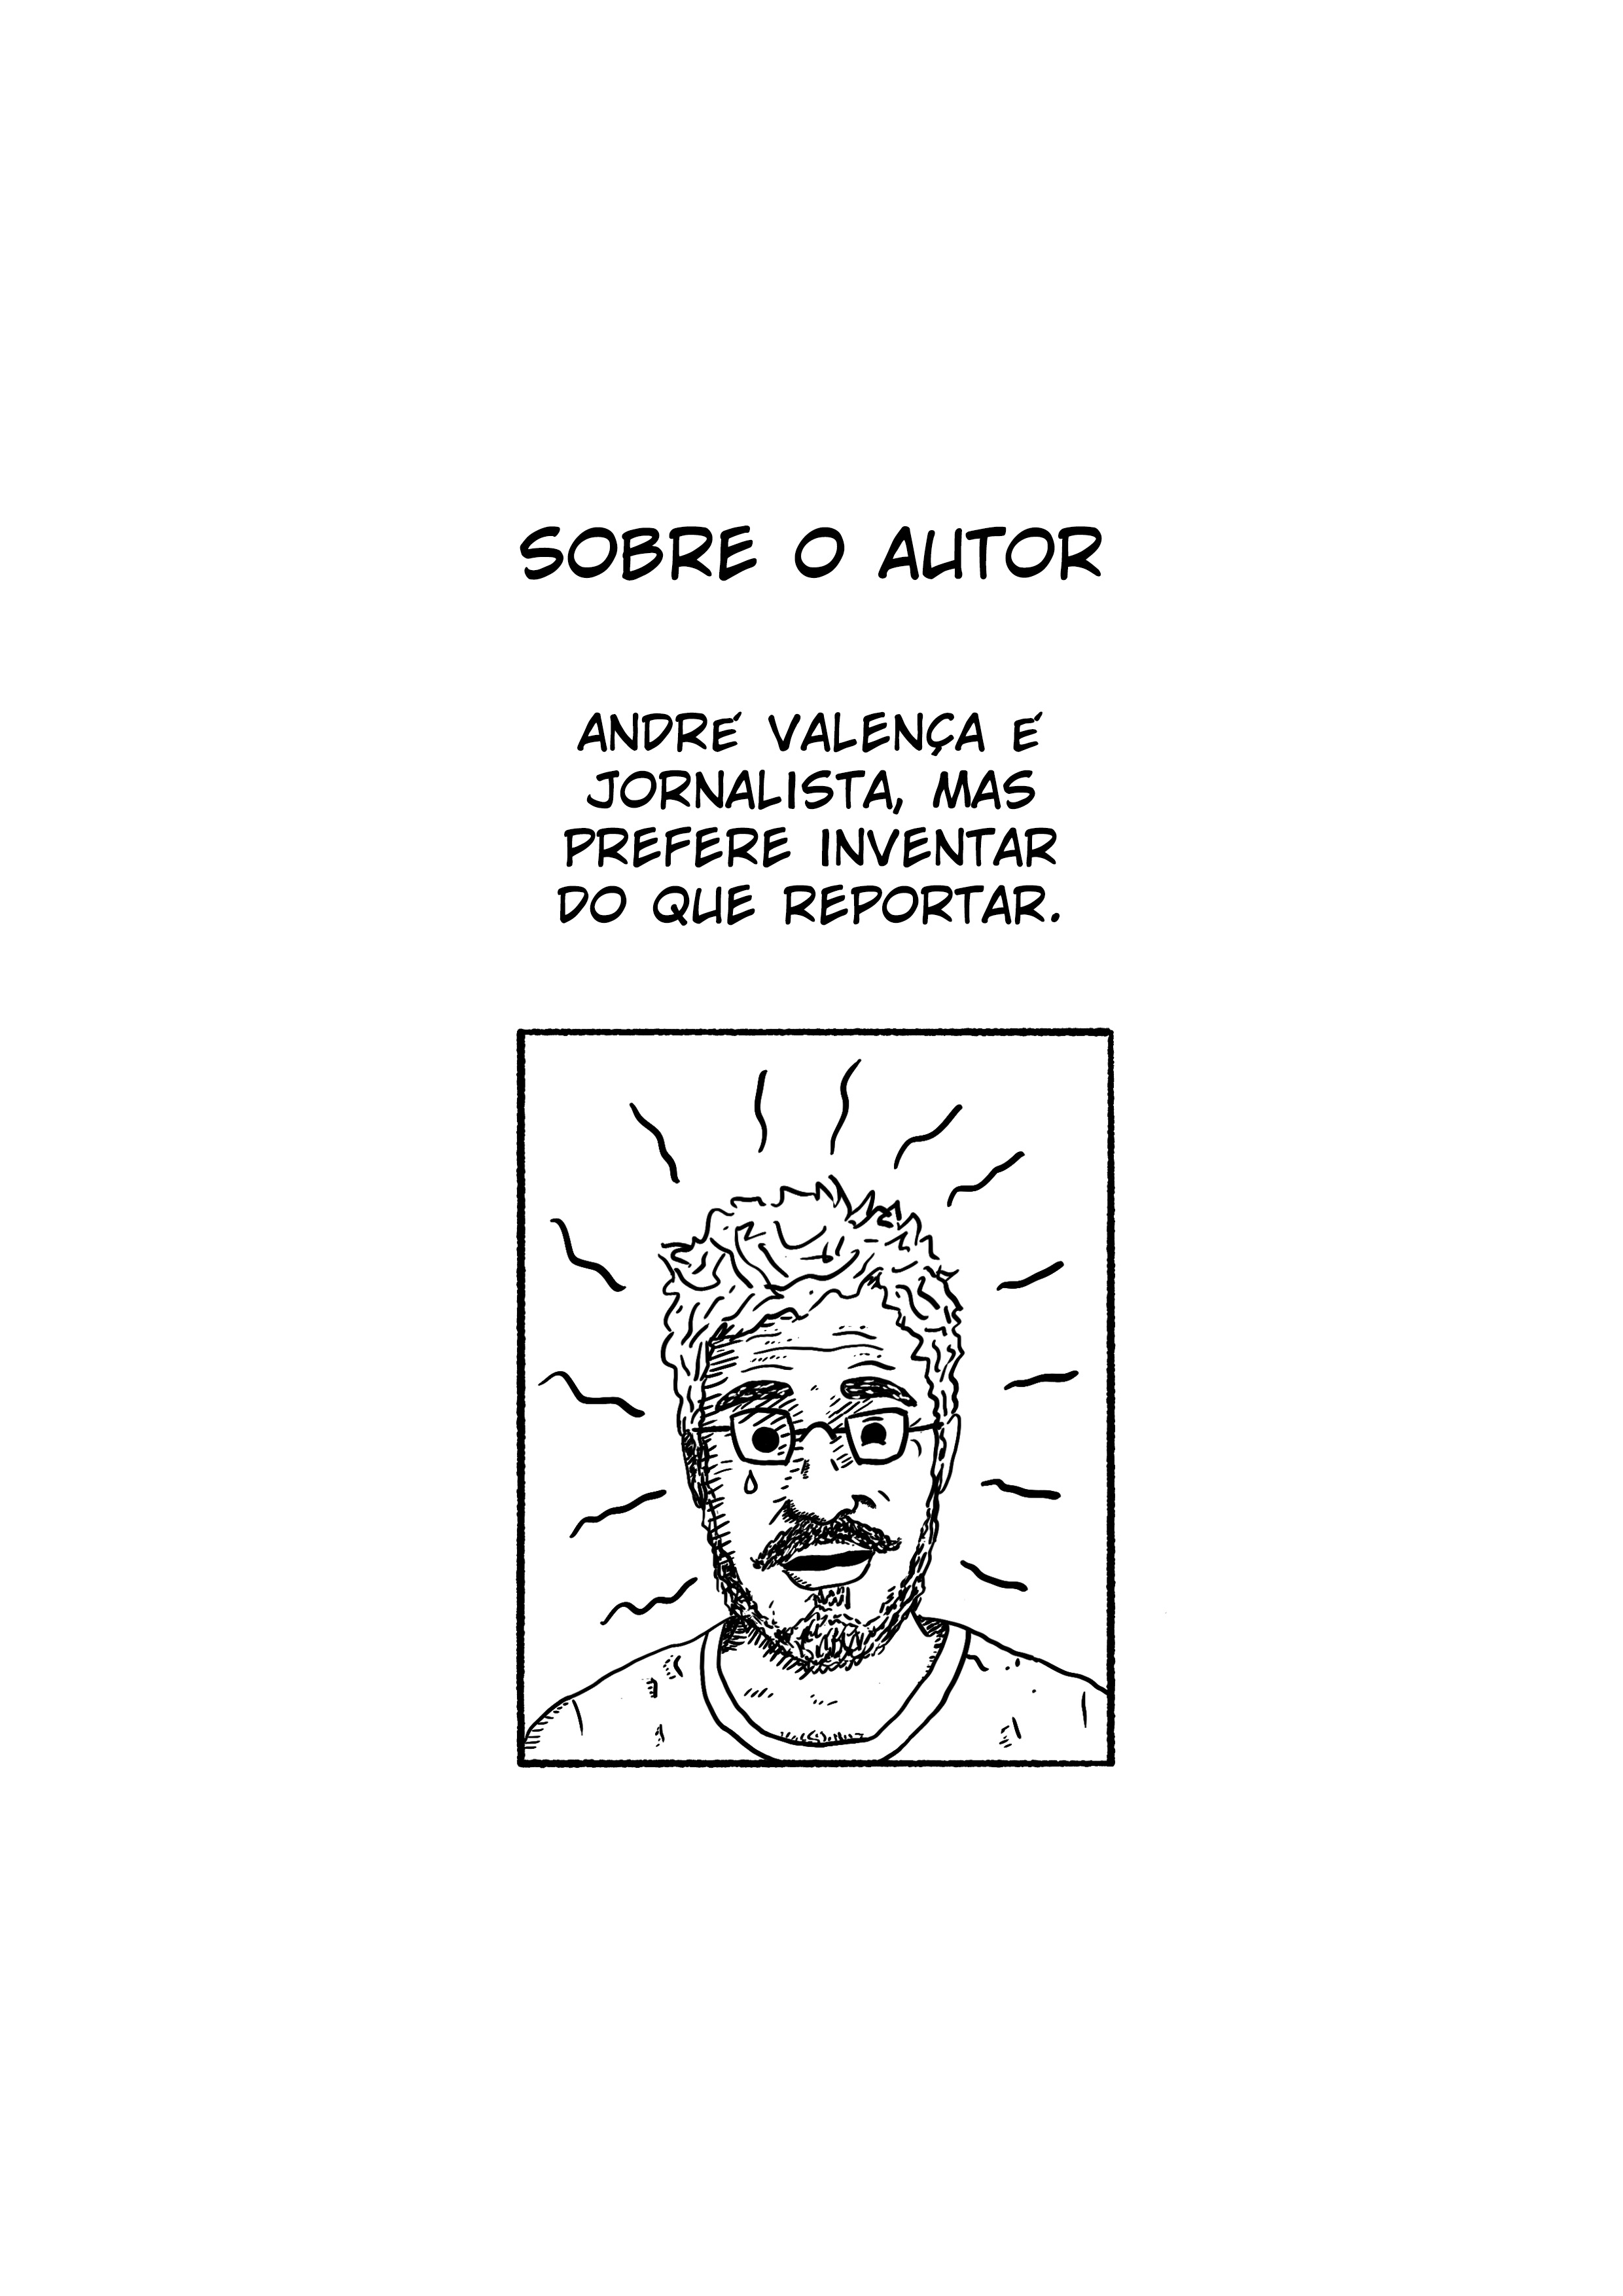 SOBRE O AUTOR
ANDRÉ VALENÇA É
JORNALISTA, MAS
PREFERE INVENTAR
DO QUE REPORTAR.